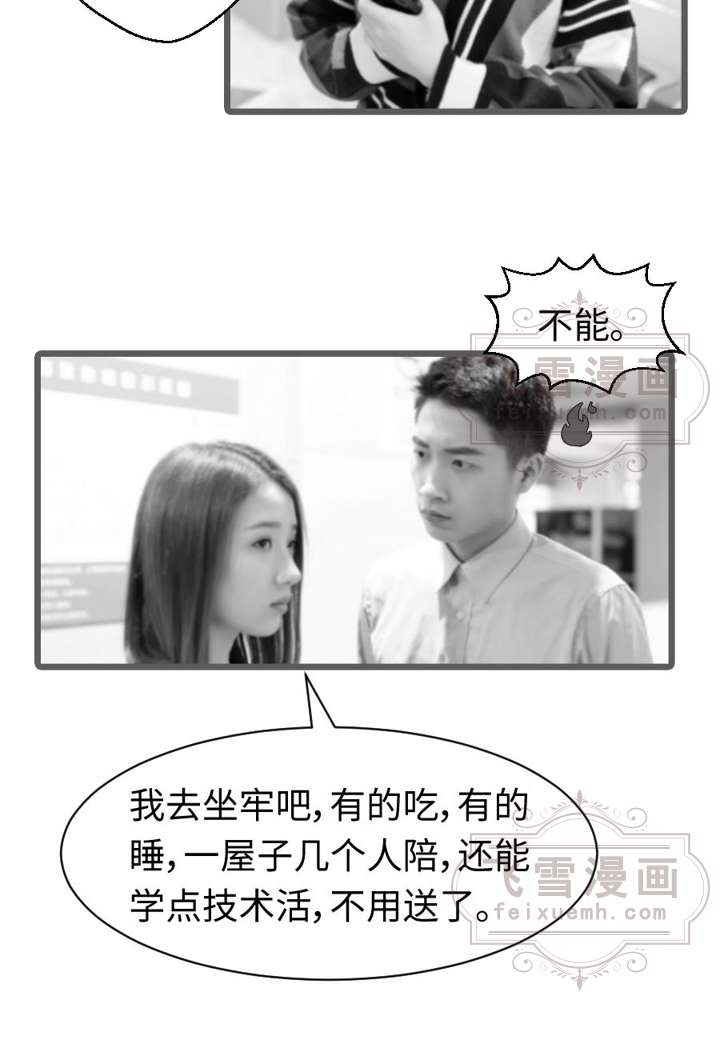 不能。
飞雪漫画
feixuemh.com
我去坐牢吧，有的吃，有的
睡，一屋子几个人陪，还能
学点技术活，不用送了。
飞雪漫画
feixuemh.com